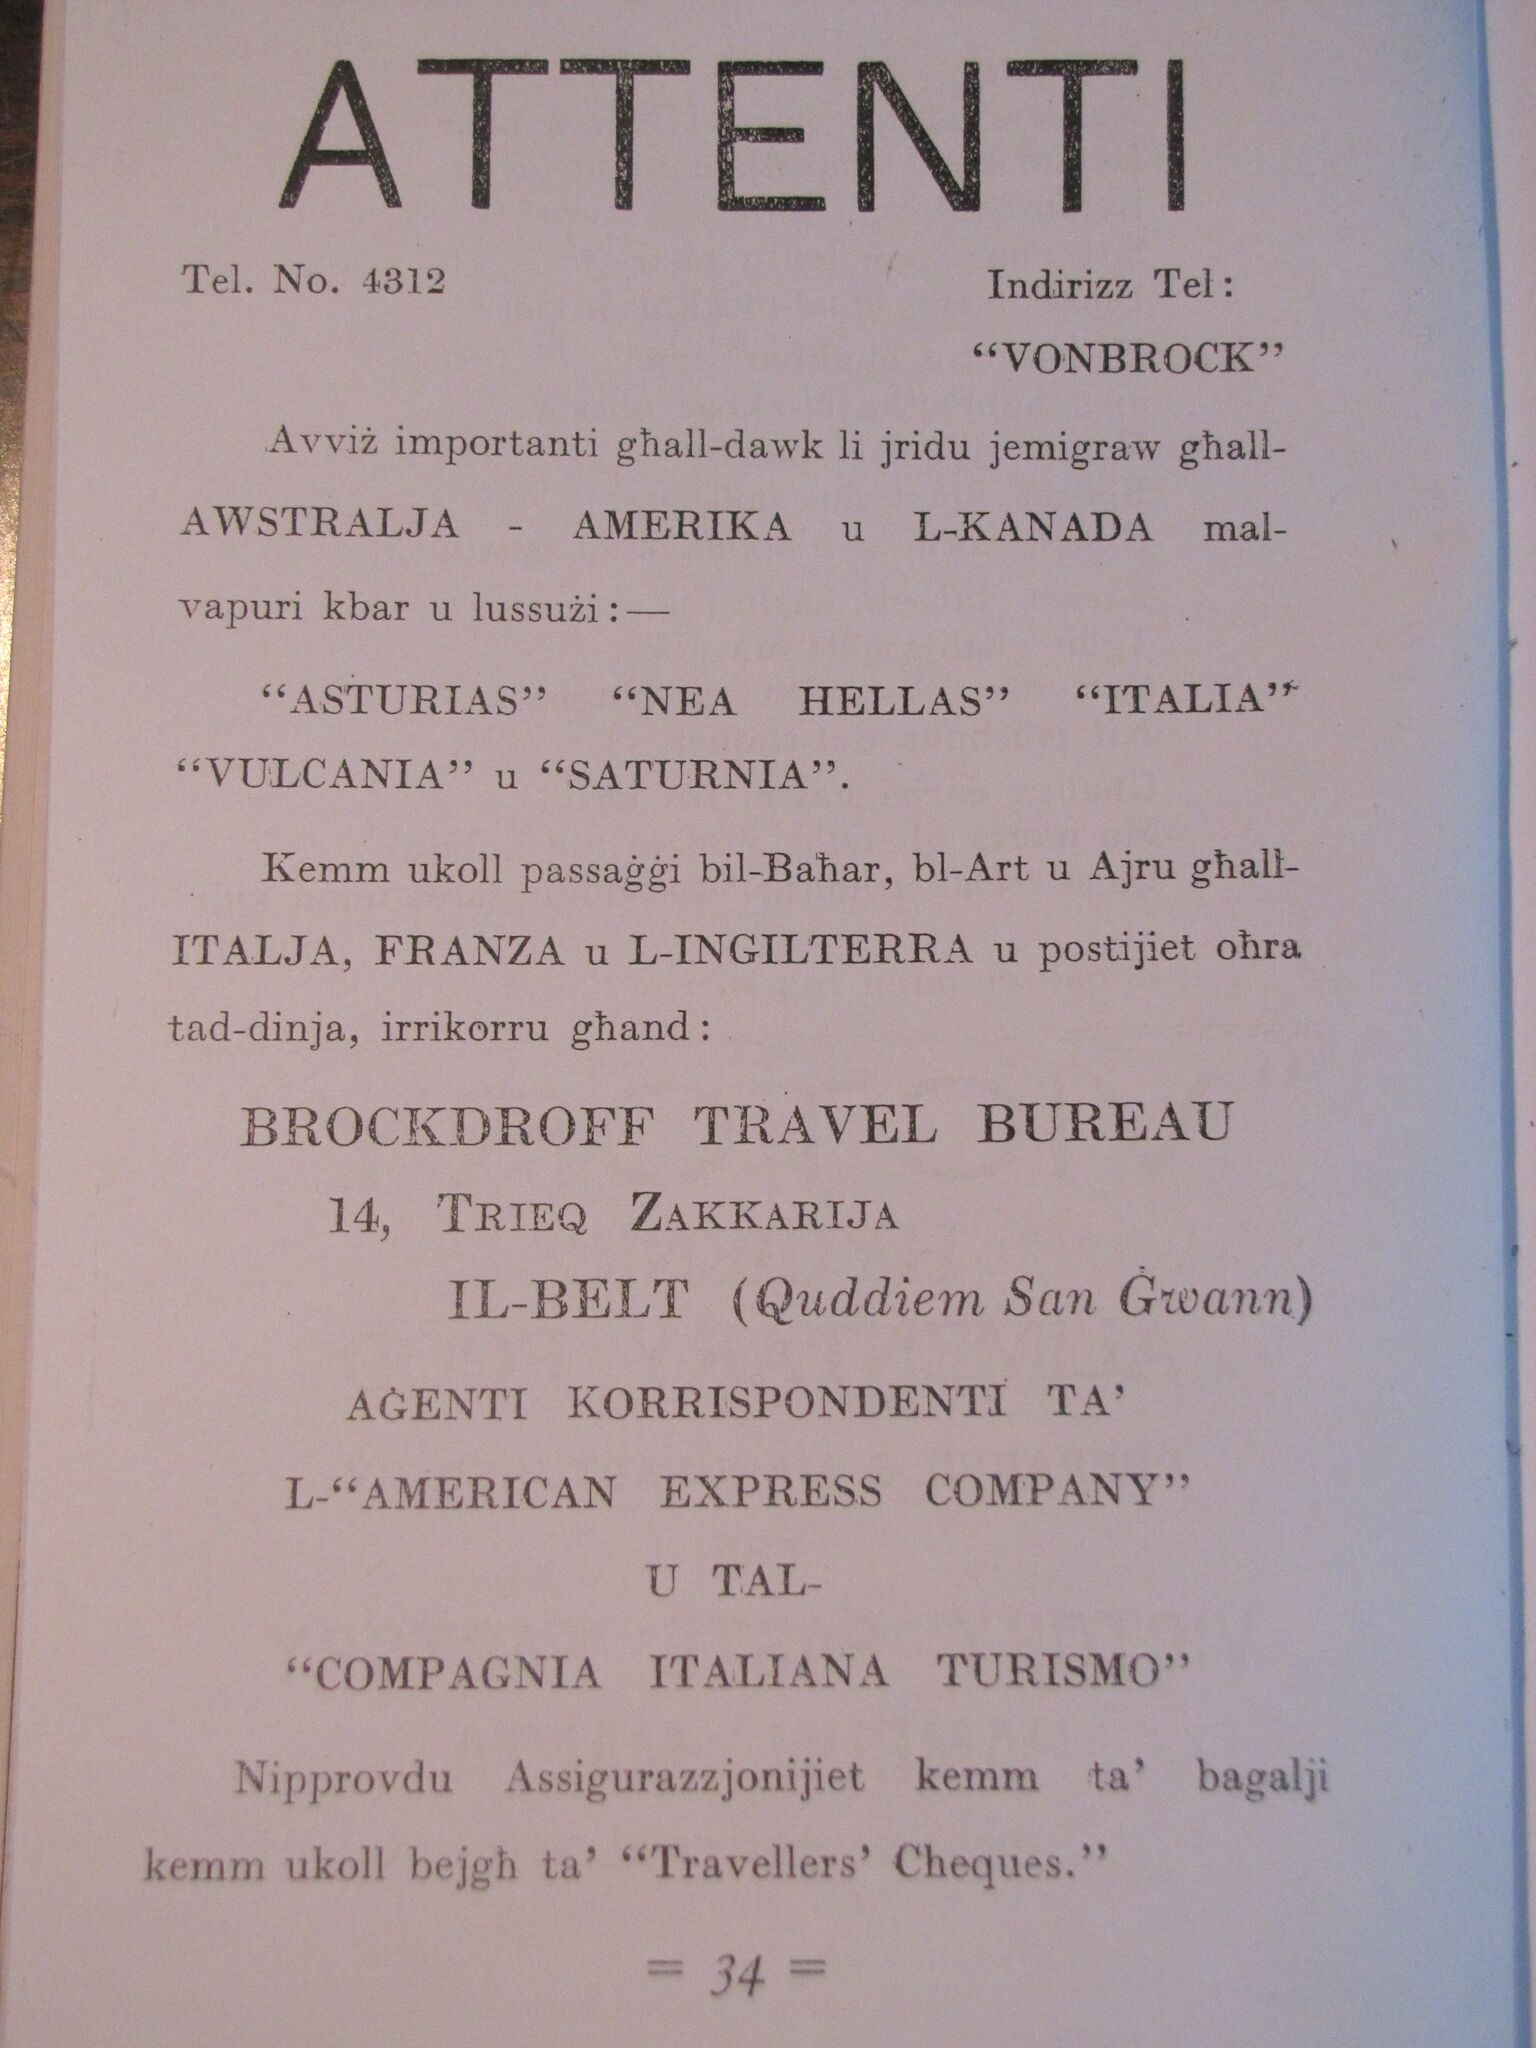 ATTENTI
Tel. No. 4312 Indirizz Tel:
“VONBROCK”
Avviż importanti għall-dawk li jridu jemigraw għall-
AWSTRALJA - AMERIKA u L-KANADA mal-
vapuri kbar u lussużi:—
“ASTURIAS” “NEA HELLAS” “ITALIA”
“VULCANIA” u “SATURNIA”.
Kemm ukoll passaġġi bil-Baħar, bl-Art u Ajru għall-
ITALJA, FRANZA u L-INGILTERRA u postijiet oħra
tad-dinja, irrikorru għand:
BROCKDROFF TRAVEL BUREAU
14, TRIEQ ZAKKARIJA
IL-BELT (Quddiem San Ġwann)
AĠENTI KORRISPONDENTI TA’
L-“AMERICAN EXPRESS COMPANY”
U TAL-
“COMPAGNIA ITALIANA TURISMO”
Nipprovdu Assigurazzjonijiet kemm ta’ bagalji
kemm ukoll bejgħ ta’ “Travellers’ Cheques.”
= 34 =